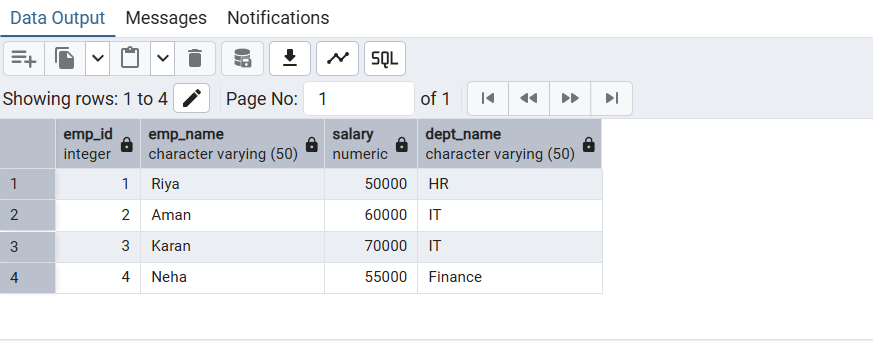 Data Output Messages Notifications
SQL
Showing rows: 1 to 4 Page No: 1 of 1
emp_id emp_name salary dept_name
integer character varying (50) numeric character varying (50)
1 1 Riya 50000 HR
2 2 Aman 60000 IT
3 3 Karan 70000 IT
4 4 Neha 55000 Finance